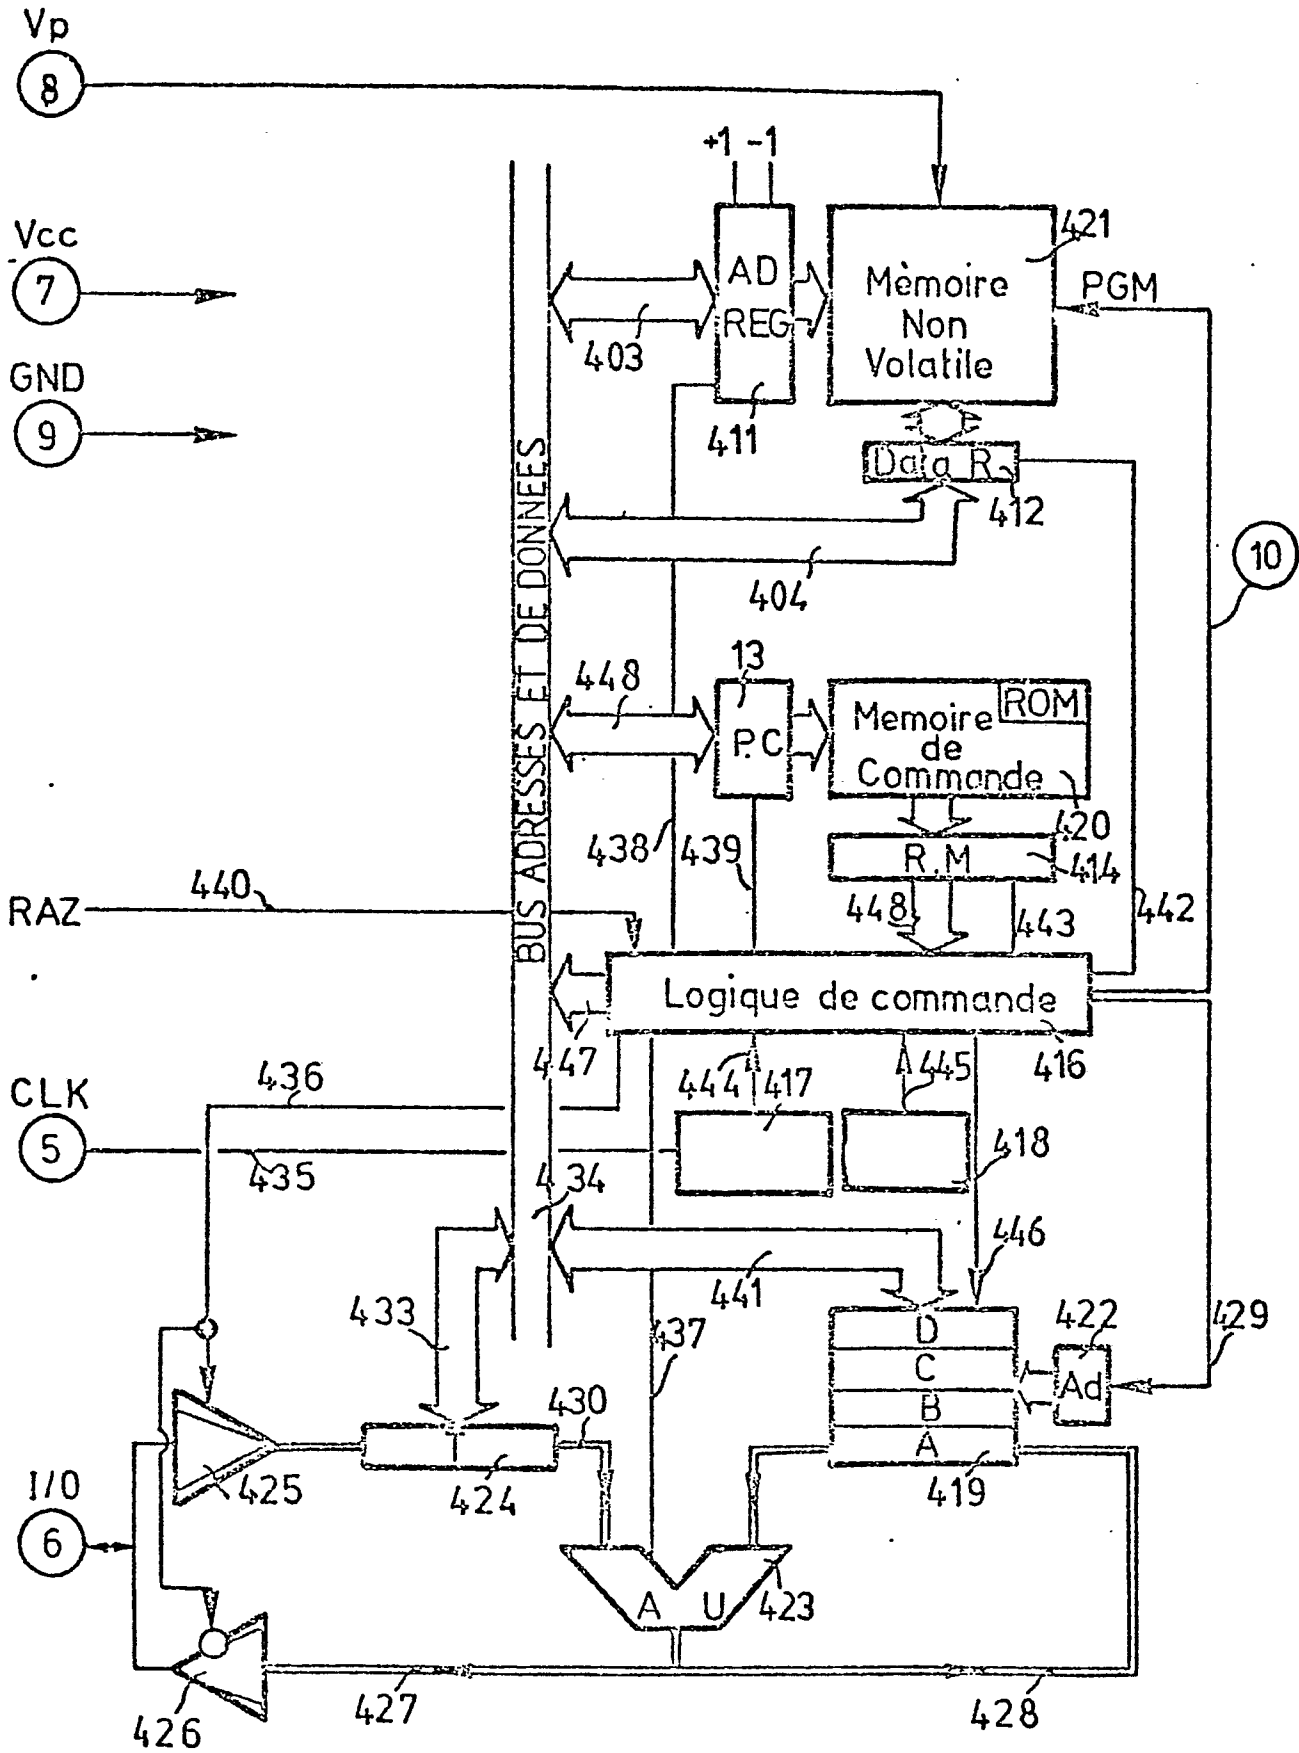 Vp
8
+1 -1
Vcc
7
421
AD
REG
Mèmoire
Non
Volatile
PGM
403
GND
9
411
Data R
412
10
404
BUS ADRESSES ET DE DONNEES
13
448
P.C
ROM
Memoire
de
Commande
420
438
439
R.M
414
440
RAZ
448
443
442
Logique de commande
447
416
CLK
5
436
444
417
445
435
418
434
446
441
433
437
D
C
B
A
422
Ad
429
430
425
424
419
I/O
6
A U
423
426
427
428